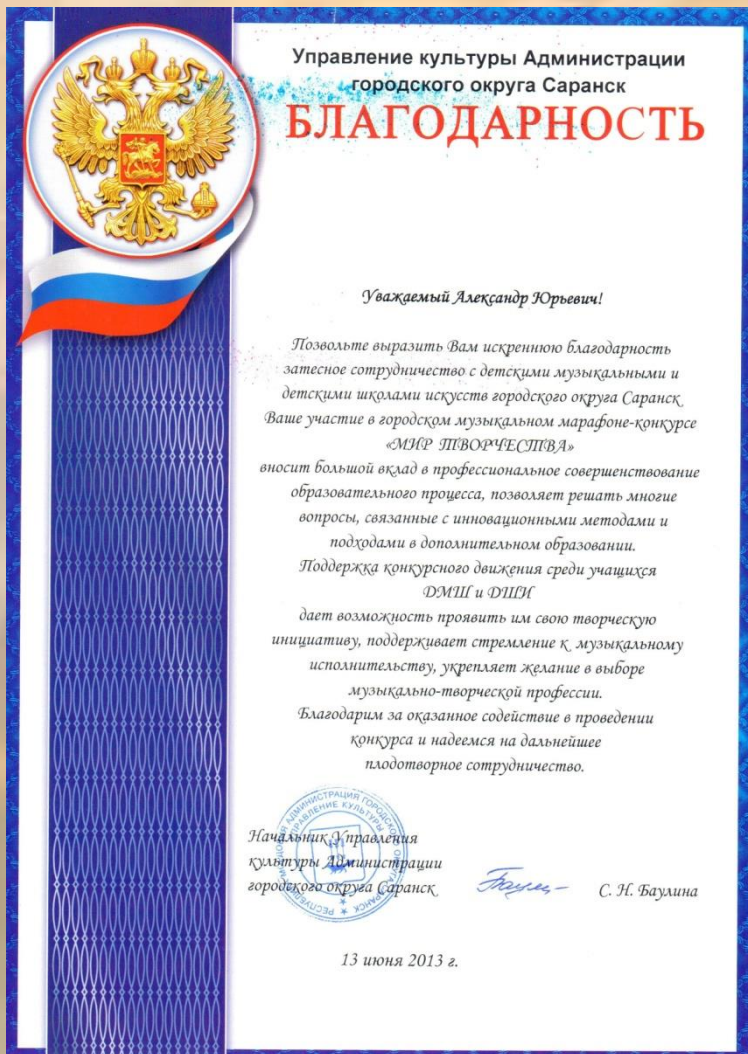 Управление культуры Администрации
городского округа Саранск
БЛАГОДАРНОСТЬ
Уважаемый Александр Юрьевич!
Позвольте выразить Вам искреннюю благодарность
затесное сотрудничество с детскими музыкальными и
детскими школами искусств городского округа Саранск
Ваше участие в городском музыкальном марафоне-конкурсе
«МИР ТВОРЧЕСТВА»
вносит большой вклад в профессиональное совершенствование
образовательного процесса, позволяет решать многие
вопросы, связанные с инновационными методами и
подходами в дополнительном образовании.
Поддержка конкурсного движения среди учащихся
ДМШ и ДШИ
дает возможность проявить им свою творческую
инициативу, поддерживает стремление к музыкальному
исполнительству, укрепляет желание в выборе
музыкально-творческой профессии.
Благодарим за оказанное содействие в проведении
конкурса и надеемся на дальнейшее
плодотворное сотрудничество.
Начальник Управления
культуры Администрации
городского округа Саранск
С. Н. Баулина
13 июня 2013 г.